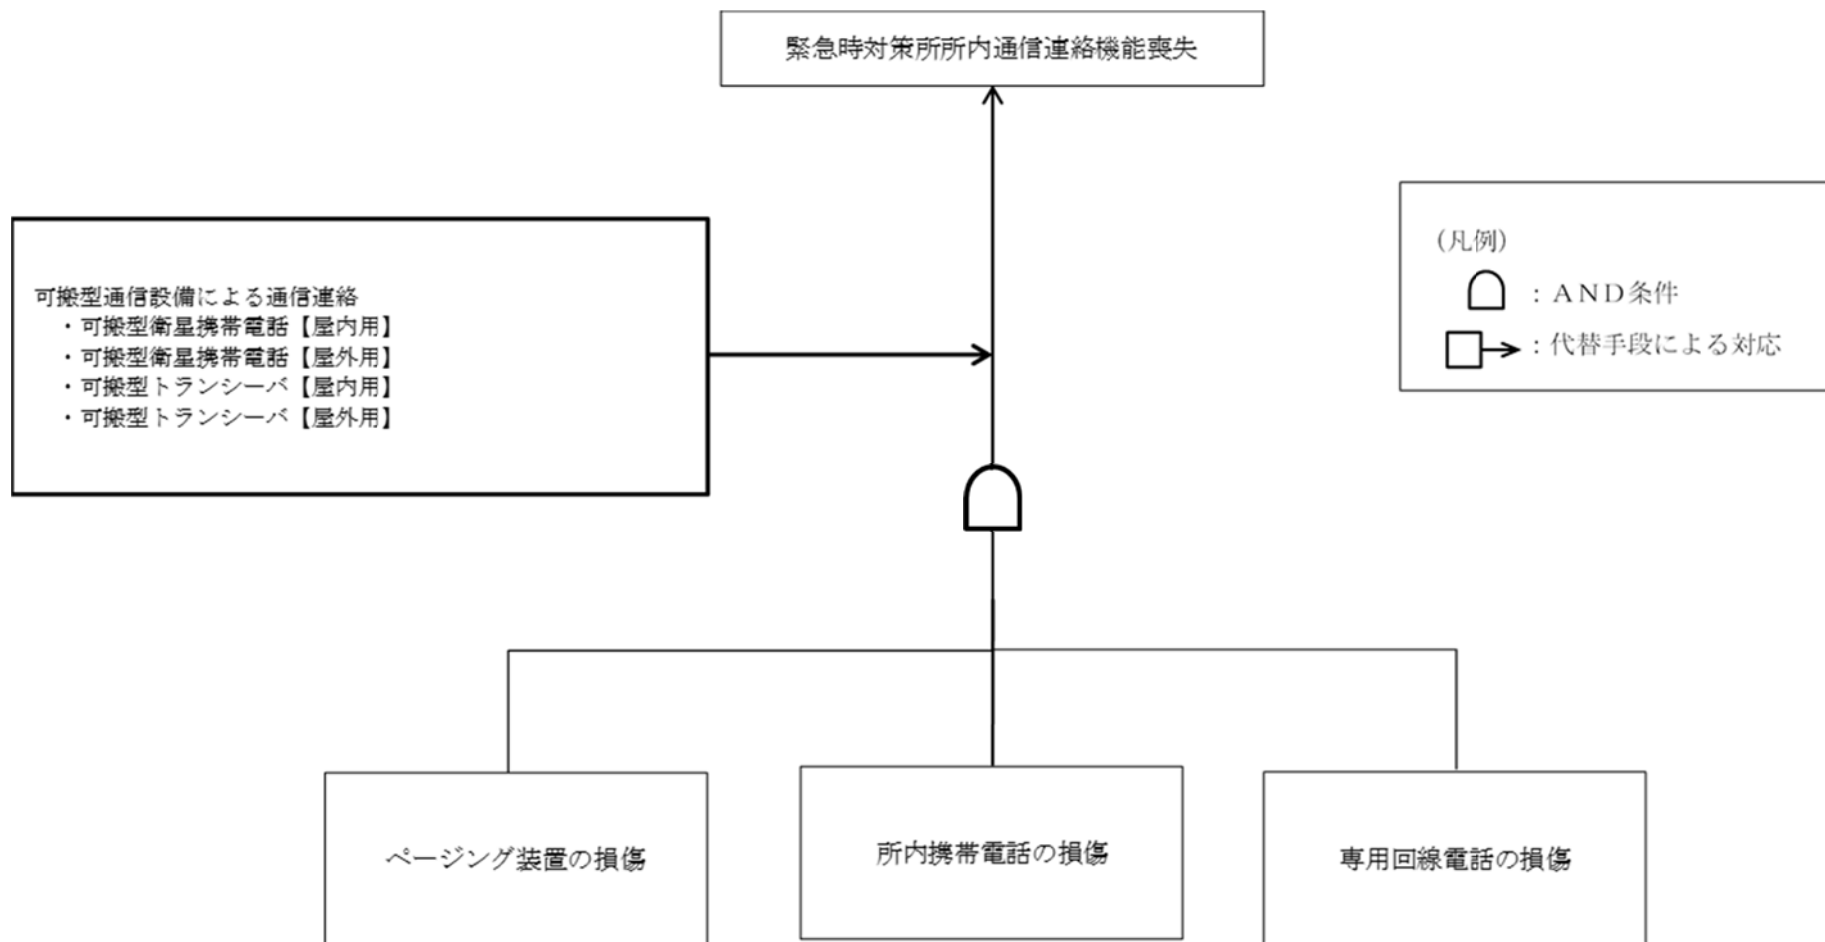 緊急時対策所所内通信連絡機能喪失
可搬型通信設備による通信連絡
・可搬型衛星携帯電話【屋内用】
・可搬型衛星携帯電話【屋外用】
・可搬型トランシーバ【屋内用】
・可搬型トランシーバ【屋外用】
(凡例)
：ＡＮＤ条件
：代替手段による対応
ページング装置の損傷
所内携帯電話の損傷
専用回線電話の損傷